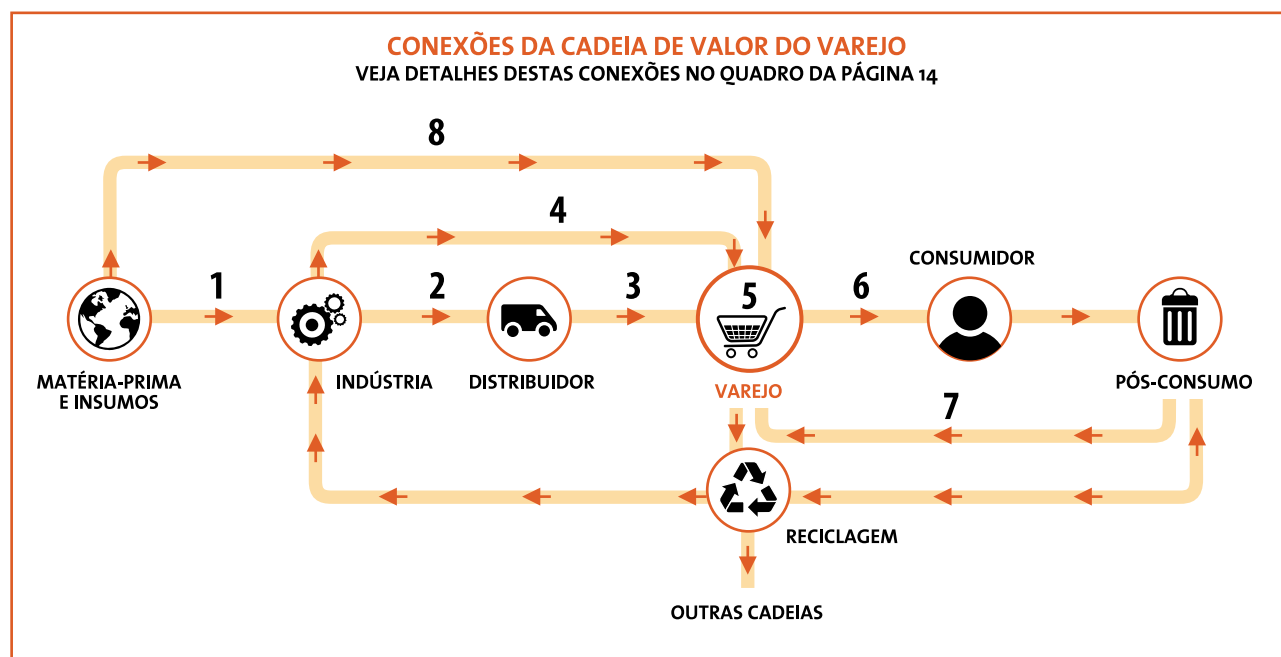 CONEXÕES DA CADEIA DE VALOR DO VAREJO
VEJA DETALHES DESTAS CONEXÕES NO QUADRO DA PÁGINA 14
8
4
1
2
3
5
6
CONSUMIDOR
MATÉRIA-PRIMA
E INSUMOS
INDÚSTRIA
DISTRIBUIDOR
VAREJO
PÓS-CONSUMO
7
RECICLAGEM
OUTRAS CADEIAS